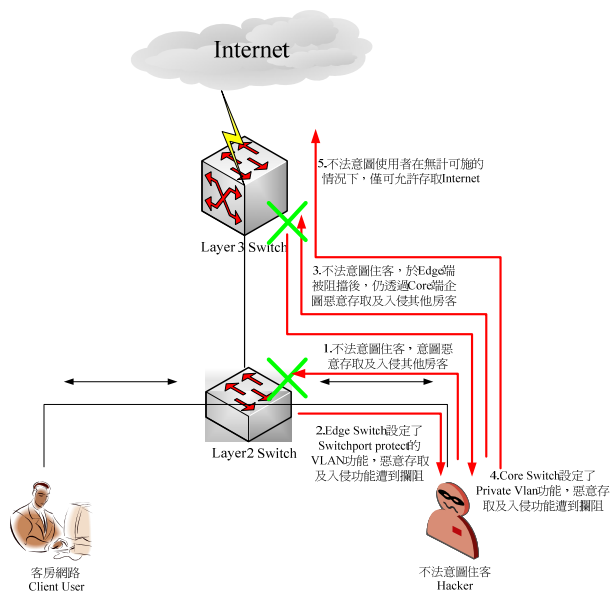 Internet
5.不法意圖使用者在無計可施的
情況下，僅可允許存取Internet
Layer 3 Switch
3.不法意圖住客，於Edge端
被阻擋後，仍透過Core端企
圖惡意存取及入侵其他房客
1.不法意圖住客，意圖惡
意存取及入侵其他房客
2.Edge Switch設定了
Switchport protect的
VLAN功能，惡意存取
及入侵功能遭到攔阻
Layer2 Switch
4.Core Switch設定了
Private Vlan功能，惡意存
取及入侵功能遭到攔阻
客房網路
Client User
不法意圖住客
Hacker